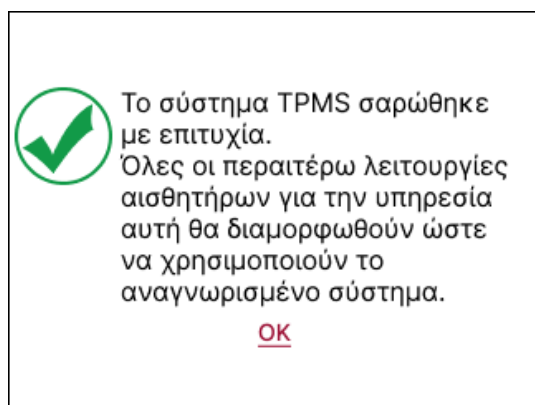 Το σύστημα TPMS σαρώθηκε
με επιτυχία.
Όλες οι περαιτέρω λειτουργίες
αισθητήρων για την υπηρεσία
αυτή θα διαμορφωθούν ώστε
να χρησιμοποιούν το
αναγνωρισμένο σύστημα.
OK